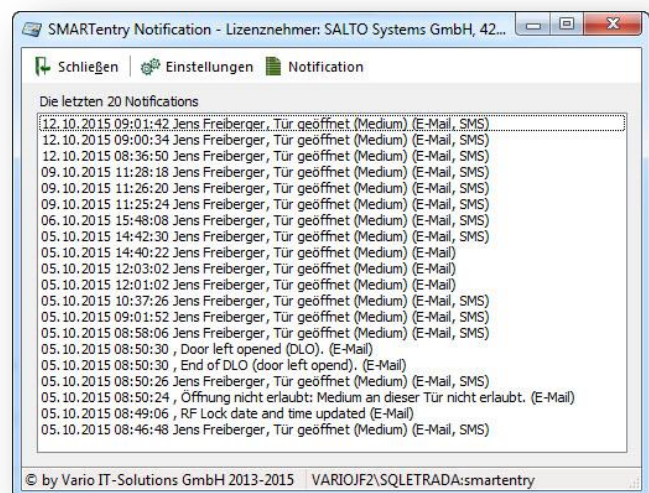 SMARTentry Notification - Lizenznehmer: SALTO Systems GmbH, 42...
Schließen Einstellungen Notification
Die letzten 20 Notifications
12.10.2015 09:01:42 Jens Freiberger, Tür geöffnet (Medium) (E-Mail, SMS)
12.10.2015 09:00:34 Jens Freiberger, Tür geöffnet (Medium) (E-Mail, SMS)
12.10.2015 08:36:50 Jens Freiberger, Tür geöffnet (Medium) (E-Mail, SMS)
09.10.2015 11:28:18 Jens Freiberger, Tür geöffnet (Medium) (E-Mail, SMS)
09.10.2015 11:26:20 Jens Freiberger, Tür geöffnet (Medium) (E-Mail, SMS)
09.10.2015 11:25:24 Jens Freiberger, Tür geöffnet (Medium) (E-Mail, SMS)
06.10.2015 15:48:08 Jens Freiberger, Tür geöffnet (Medium) (E-Mail, SMS)
05.10.2015 14:42:30 Jens Freiberger, Tür geöffnet (Medium) (E-Mail, SMS)
05.10.2015 14:40:22 Jens Freiberger, Tür geöffnet (Medium) (E-Mail)
05.10.2015 12:03:02 Jens Freiberger, Tür geöffnet (Medium) (E-Mail)
05.10.2015 12:01:02 Jens Freiberger, Tür geöffnet (Medium) (E-Mail)
05.10.2015 10:37:26 Jens Freiberger, Tür geöffnet (Medium) (E-Mail, SMS)
05.10.2015 09:01:52 Jens Freiberger, Tür geöffnet (Medium) (E-Mail, SMS)
05.10.2015 08:58:06 Jens Freiberger, Tür geöffnet (Medium) (E-Mail, SMS)
05.10.2015 08:50:30 , Door left opened (DLO). (E-Mail)
05.10.2015 08:50:30 , End of DLO (door left opend). (E-Mail)
05.10.2015 08:50:26 Jens Freiberger, Tür geöffnet (Medium) (E-Mail, SMS)
05.10.2015 08:50:24 , Öffnung nicht erlaubt: Medium an dieser Tür nicht erlaubt. (E-Mail)
05.10.2015 08:49:06 , RF Lock date and time updated (E-Mail)
05.10.2015 08:46:48 Jens Freiberger, Tür geöffnet (Medium) (E-Mail, SMS)
© by Vario IT-Solutions GmbH 2013-2015 VARIOJF2\SQLETRADA:smartentry